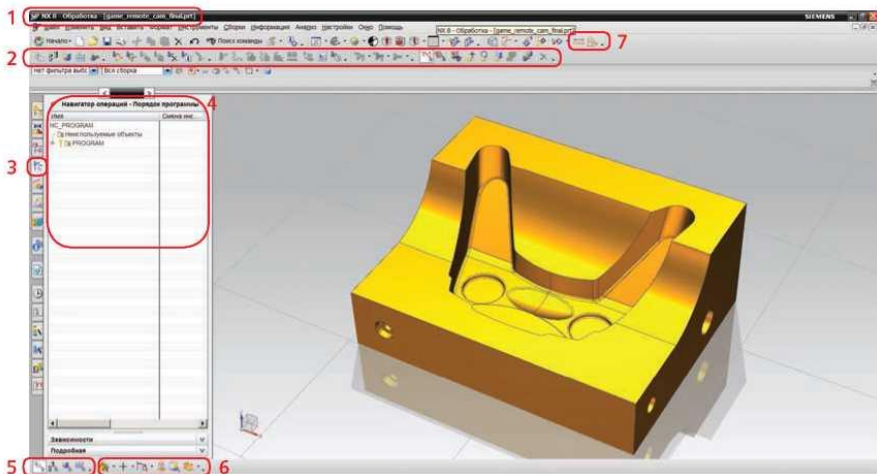 1
NX 8 - Обработка - [game_remote_cam_final.prt]
SIEMENS
Файл Правка Вид Вставить Формат Инструменты Сборки Информация Анализ Настройки Окно Помощь
NX 8 - Обработка - [game_remote_cam_final.prt]
Начало
Поиск команды
7
2
Нет фильтра выбо
Вся сборка
Навигатор операций - Порядок программы
4
Имя
Смена инс...
NC_PROGRAM
Неиспользуемые объекты
PROGRAM
3
Зависимости
Подробная
5
6